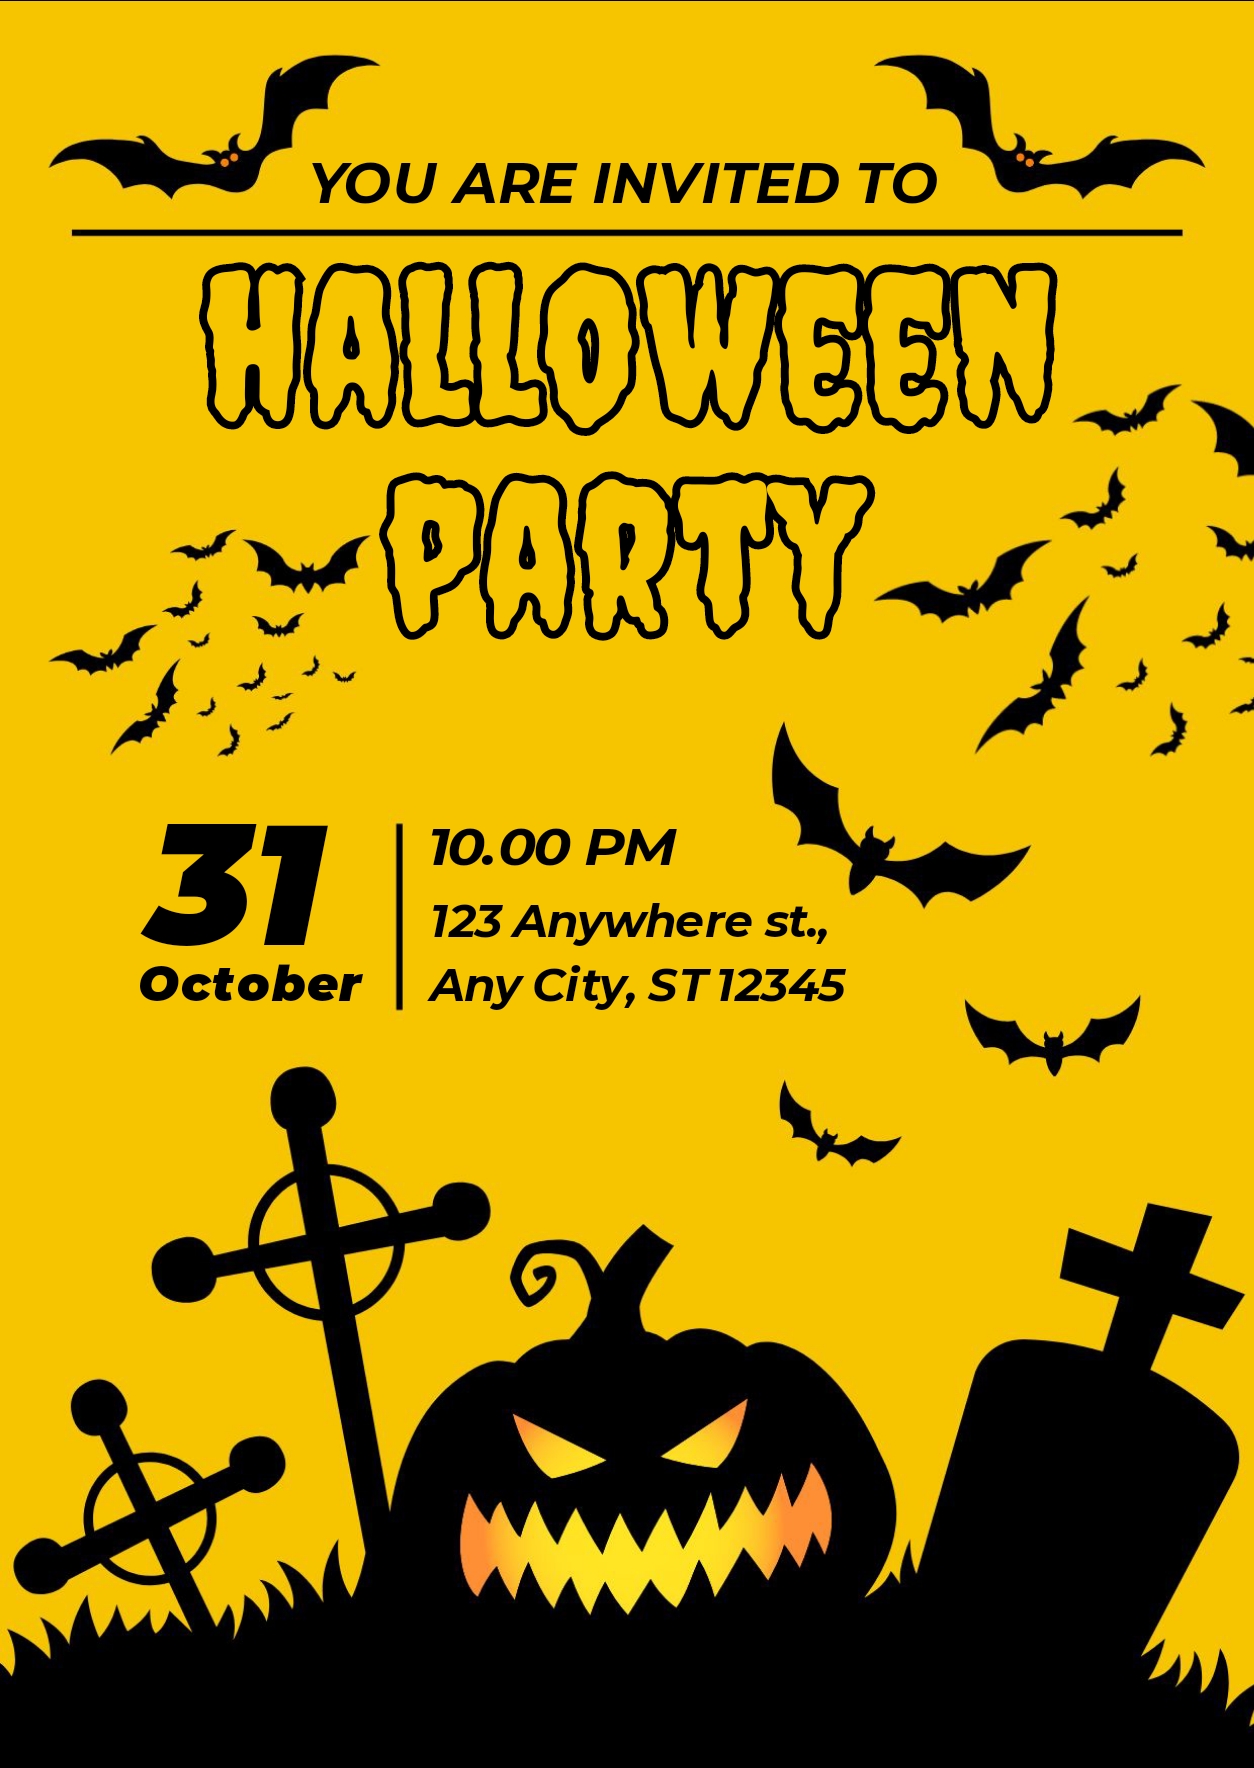 YOU ARE INVITED TO
HALLOWEEN
PARTY
31
October
10.00 PM
123 Anywhere st.,
Any City, ST 12345